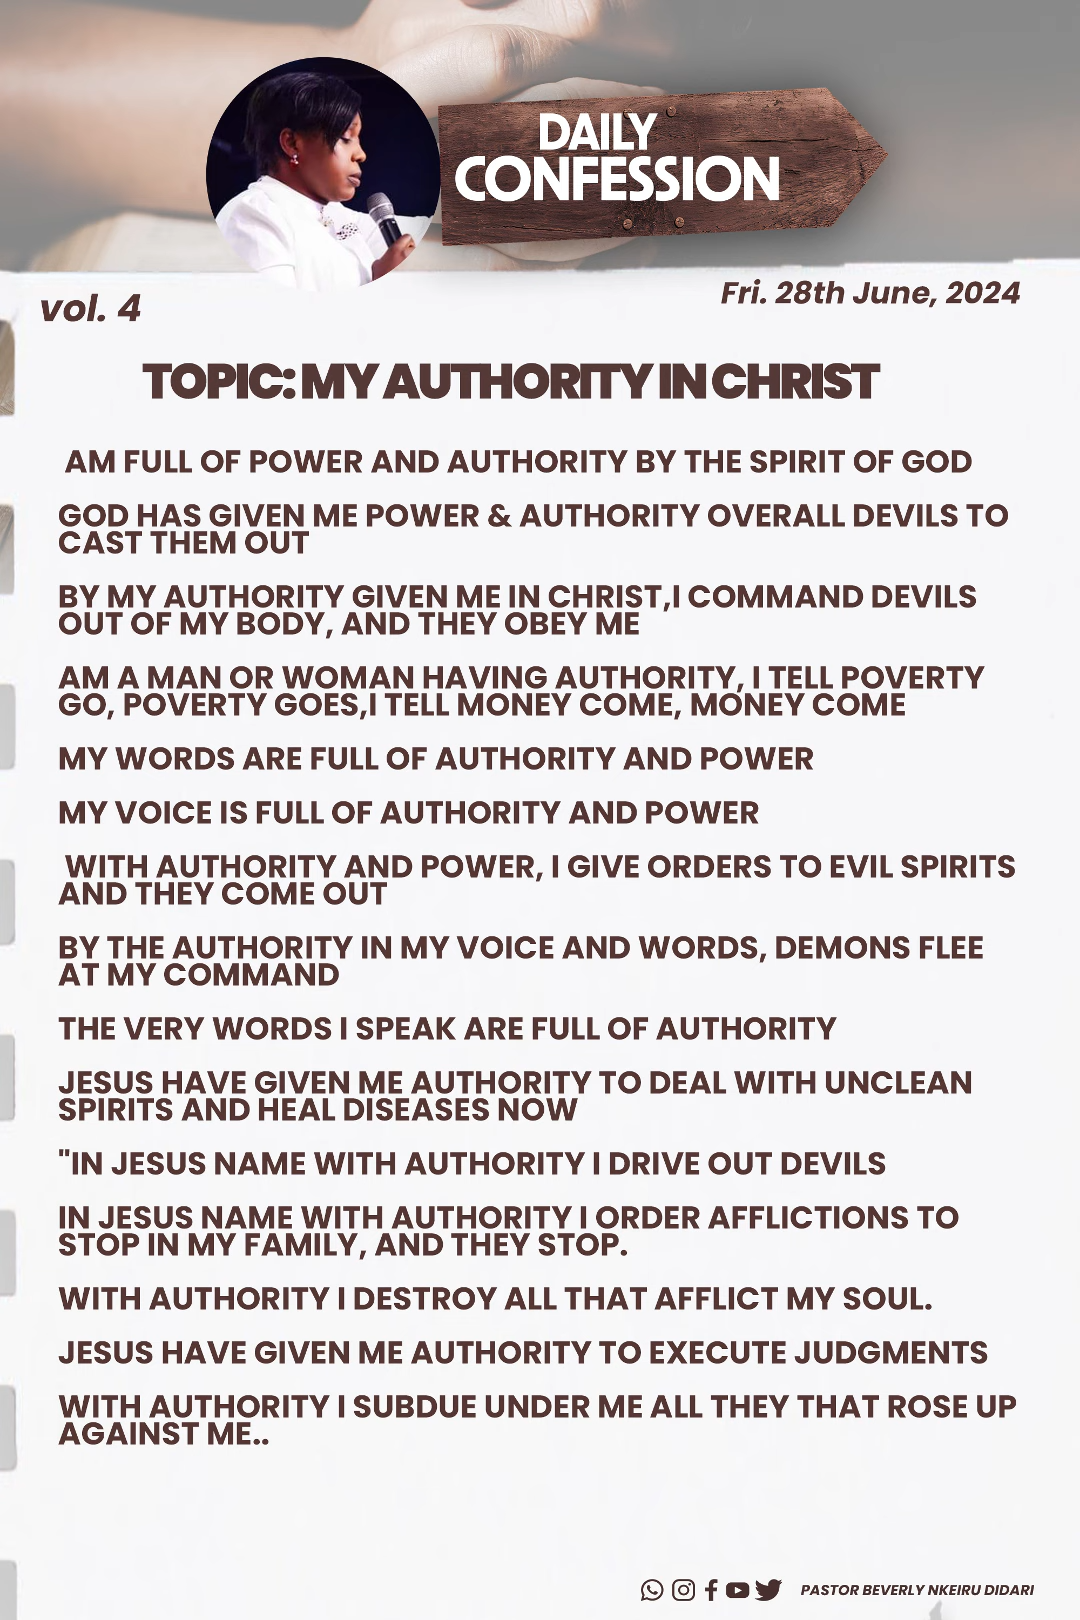 DAILY
CONFESSION
vol. 4
Fri. 28th June, 2024
TOPIC: MY AUTHORITY IN CHRIST
AM FULL OF POWER AND AUTHORITY BY THE SPIRIT OF GOD
GOD HAS GIVEN ME POWER & AUTHORITY OVERALL DEVILS TO
CAST THEM OUT
BY MY AUTHORITY GIVEN ME IN CHRIST,I COMMAND DEVILS
OUT OF MY BODY, AND THEY OBEY ME
AM A MAN OR WOMAN HAVING AUTHORITY, I TELL POVERTY
GO, POVERTY GOES,I TELL MONEY COME, MONEY COME
MY WORDS ARE FULL OF AUTHORITY AND POWER
MY VOICE IS FULL OF AUTHORITY AND POWER
WITH AUTHORITY AND POWER, I GIVE ORDERS TO EVIL SPIRITS
AND THEY COME OUT
BY THE AUTHORITY IN MY VOICE AND WORDS, DEMONS FLEE
AT MY COMMAND
THE VERY WORDS I SPEAK ARE FULL OF AUTHORITY
JESUS HAVE GIVEN ME AUTHORITY TO DEAL WITH UNCLEAN
SPIRITS AND HEAL DISEASES NOW
"IN JESUS NAME WITH AUTHORITY I DRIVE OUT DEVILS
IN JESUS NAME WITH AUTHORITY I ORDER AFFLICTIONS TO
STOP IN MY FAMILY, AND THEY STOP.
WITH AUTHORITY I DESTROY ALL THAT AFFLICT MY SOUL.
JESUS HAVE GIVEN ME AUTHORITY TO EXECUTE JUDGMENTS
WITH AUTHORITY I SUBDUE UNDER ME ALL THEY THAT ROSE UP
AGAINST ME..
PASTOR BEVERLY NKEIRU DIDARI